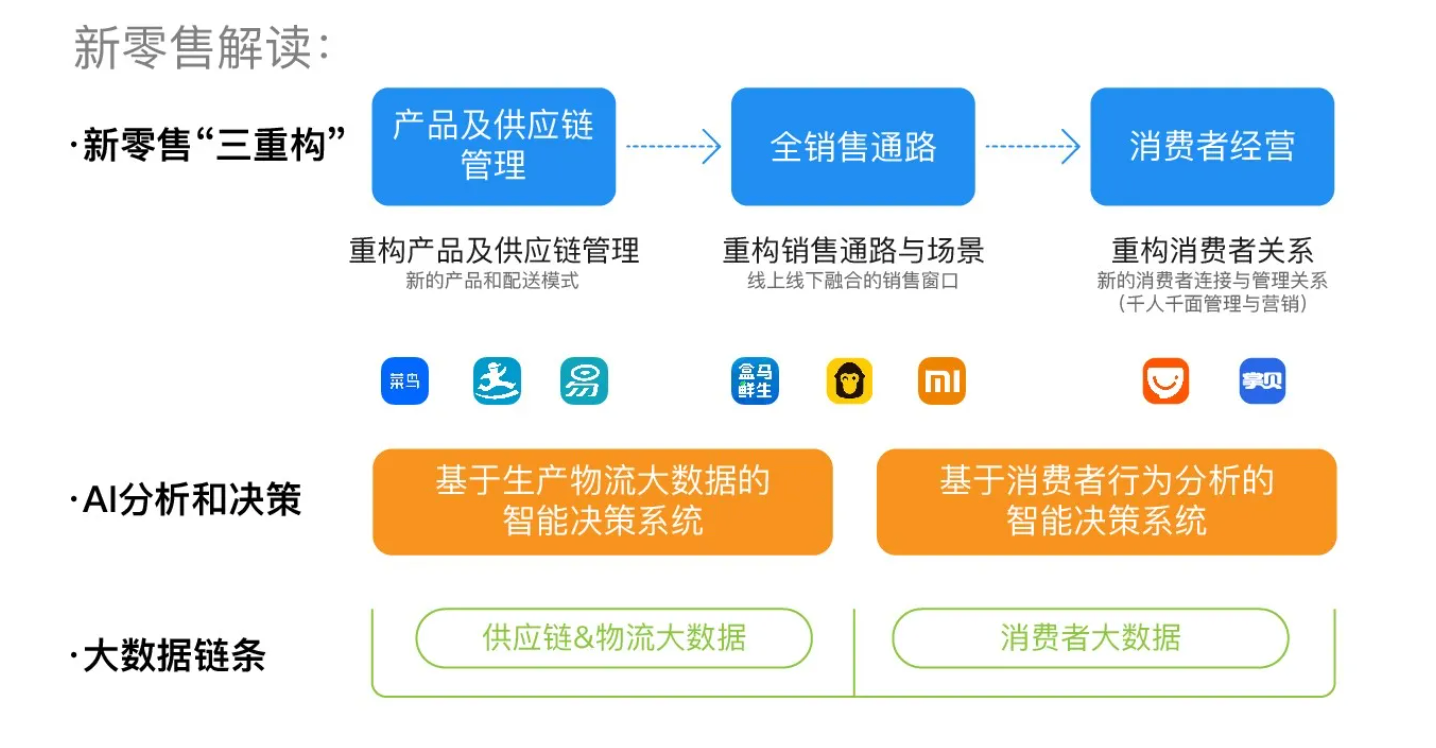 新零售解读：
·新零售“三重构”
产品及供应链
管理
全销售通路
消费者经营
重构产品及供应链管理
新的产品和配送模式
重构销售通路与场景
线上线下融合的销售窗口
重构消费者关系
新的消费者连接与管理关系
（千人千面管理与营销）
菜鸟
盒马
鲜生
mi
掌贝
·AI分析和决策
基于生产物流大数据的
智能决策系统
基于消费者行为分析的
智能决策系统
·大数据链条
供应链&物流大数据
消费者大数据